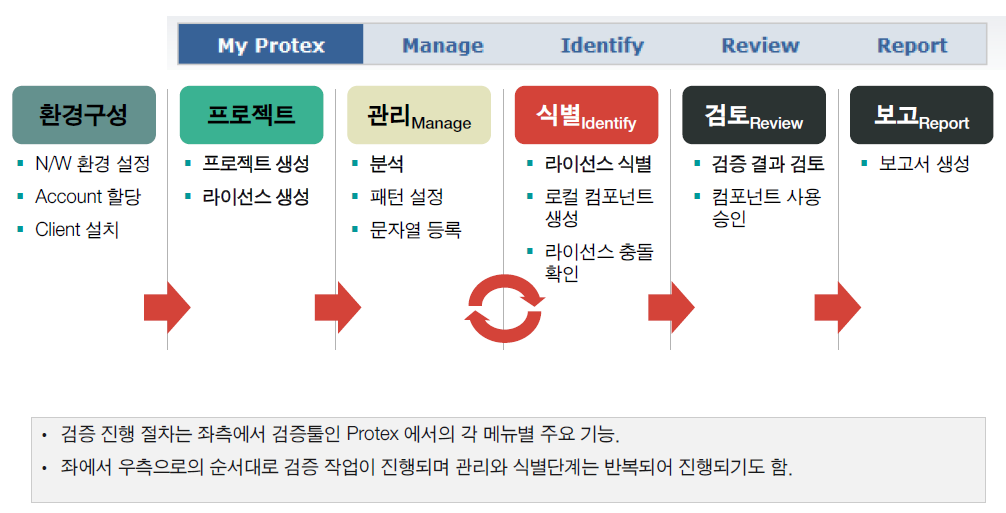 My Protex
Manage
Identify
Review
Report
환경구성
N/W 환경 설정
Account 할당
Client 설치
프로젝트
프로젝트 생성
라이선스 생성
관리Manage
분석
패턴 설정
문자열 등록
식별Identify
라이선스 식별
로컬 컴포넌트
생성
라이선스 충돌
확인
검토Review
검증 결과 검토
컴포넌트 사용
승인
보고Report
보고서 생성
• 검증 진행 절차는 좌측에서 검증툴인 Protex 에서의 각 메뉴별 주요 기능.
• 좌에서 우측으로의 순서대로 검증 작업이 진행되며 관리와 식별단계는 반복되어 진행되기도 함.